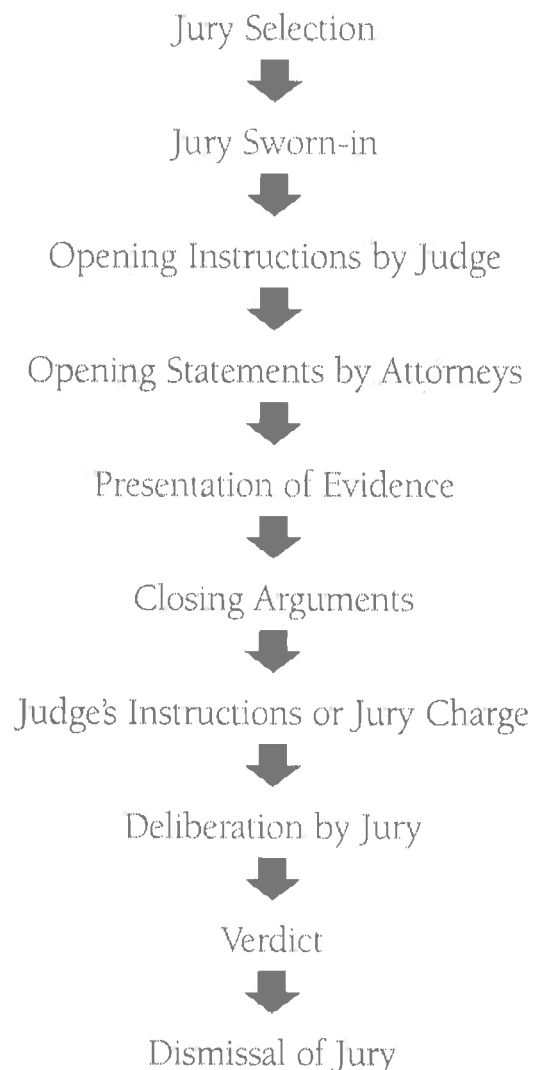 Jury Selection
Jury Sworn-in
Opening Instructions by Judge
Opening Statements by Attorneys
Presentation of Evidence
Closing Arguments
Judge's Instructions or Jury Charge
Deliberation by Jury
Verdict
Dismissal of Jury